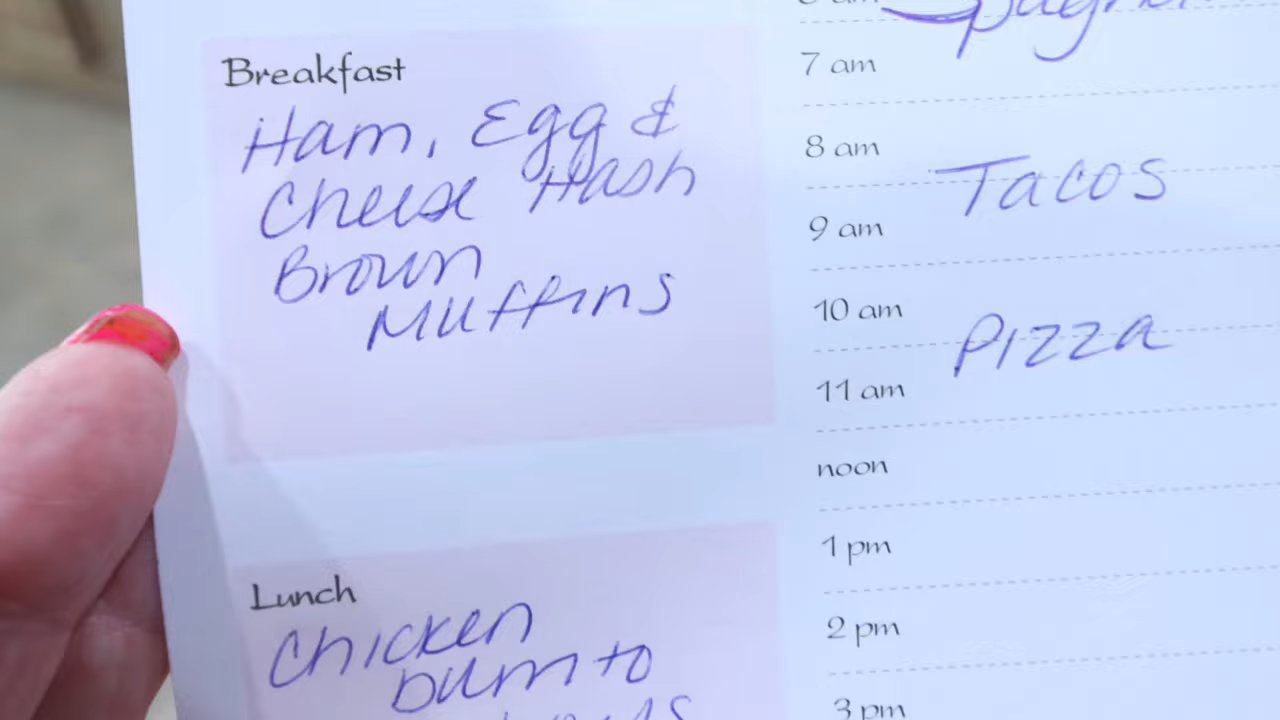 Breakfast
Ham, Egg &
Cheese Hash
Brown
Muffins
Lunch
Chicken
Burrito
7 am
8 am
Tacos
9 am
10 am
Pizza
11 am
noon
1 pm
2 pm
3 pm